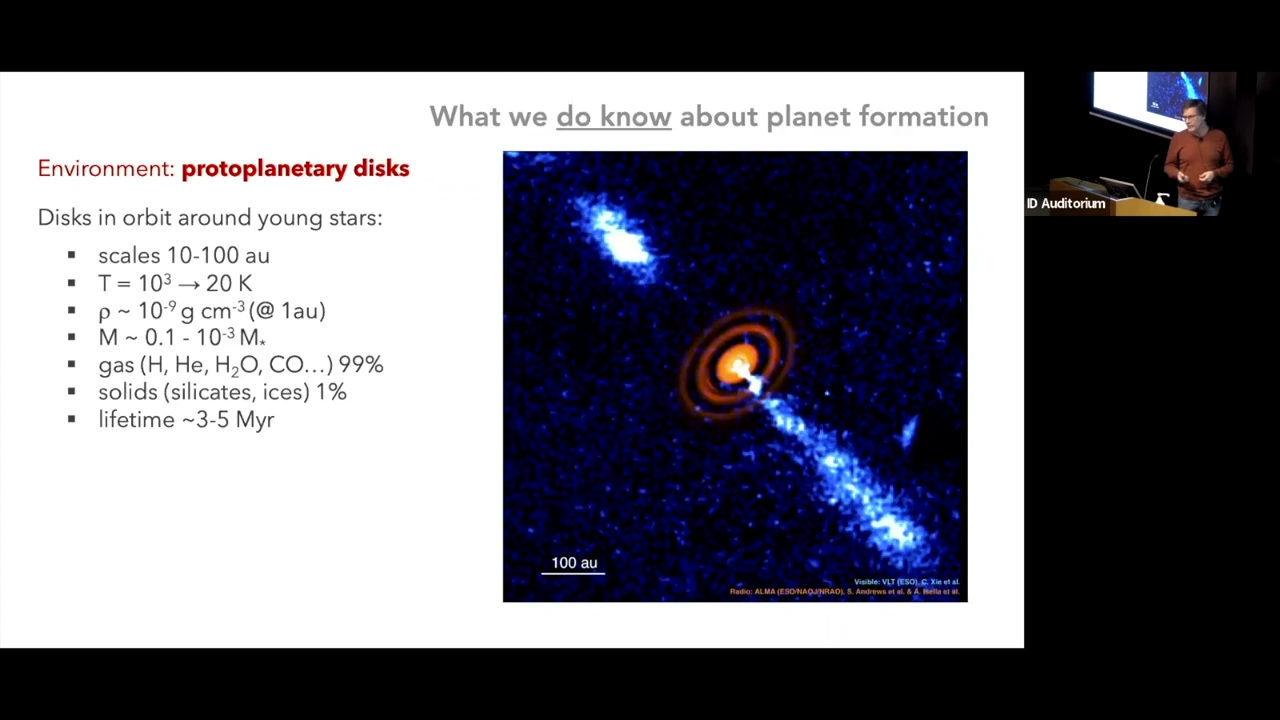 What we do know about planet formation
Environment: protoplanetary disks
Disks in orbit around young stars:
▪ scales 10-100 au
▪ T = 10³ → 20 K
▪ ρ ~ 10⁻⁹ g cm⁻³ (@ 1au)
▪ M ~ 0.1 - 10⁻³ M⋆
▪ gas (H, He, H₂O, CO…) 99%
▪ solids (silicates, ices) 1%
▪ lifetime ~3-5 Myr
100 au
Visible: VLT (ESO), C. Xie et al.
Radio: ALMA (ESO/NAOJ/NRAO), S. Andrews et al. & A. Isella et al.
ID Auditorium